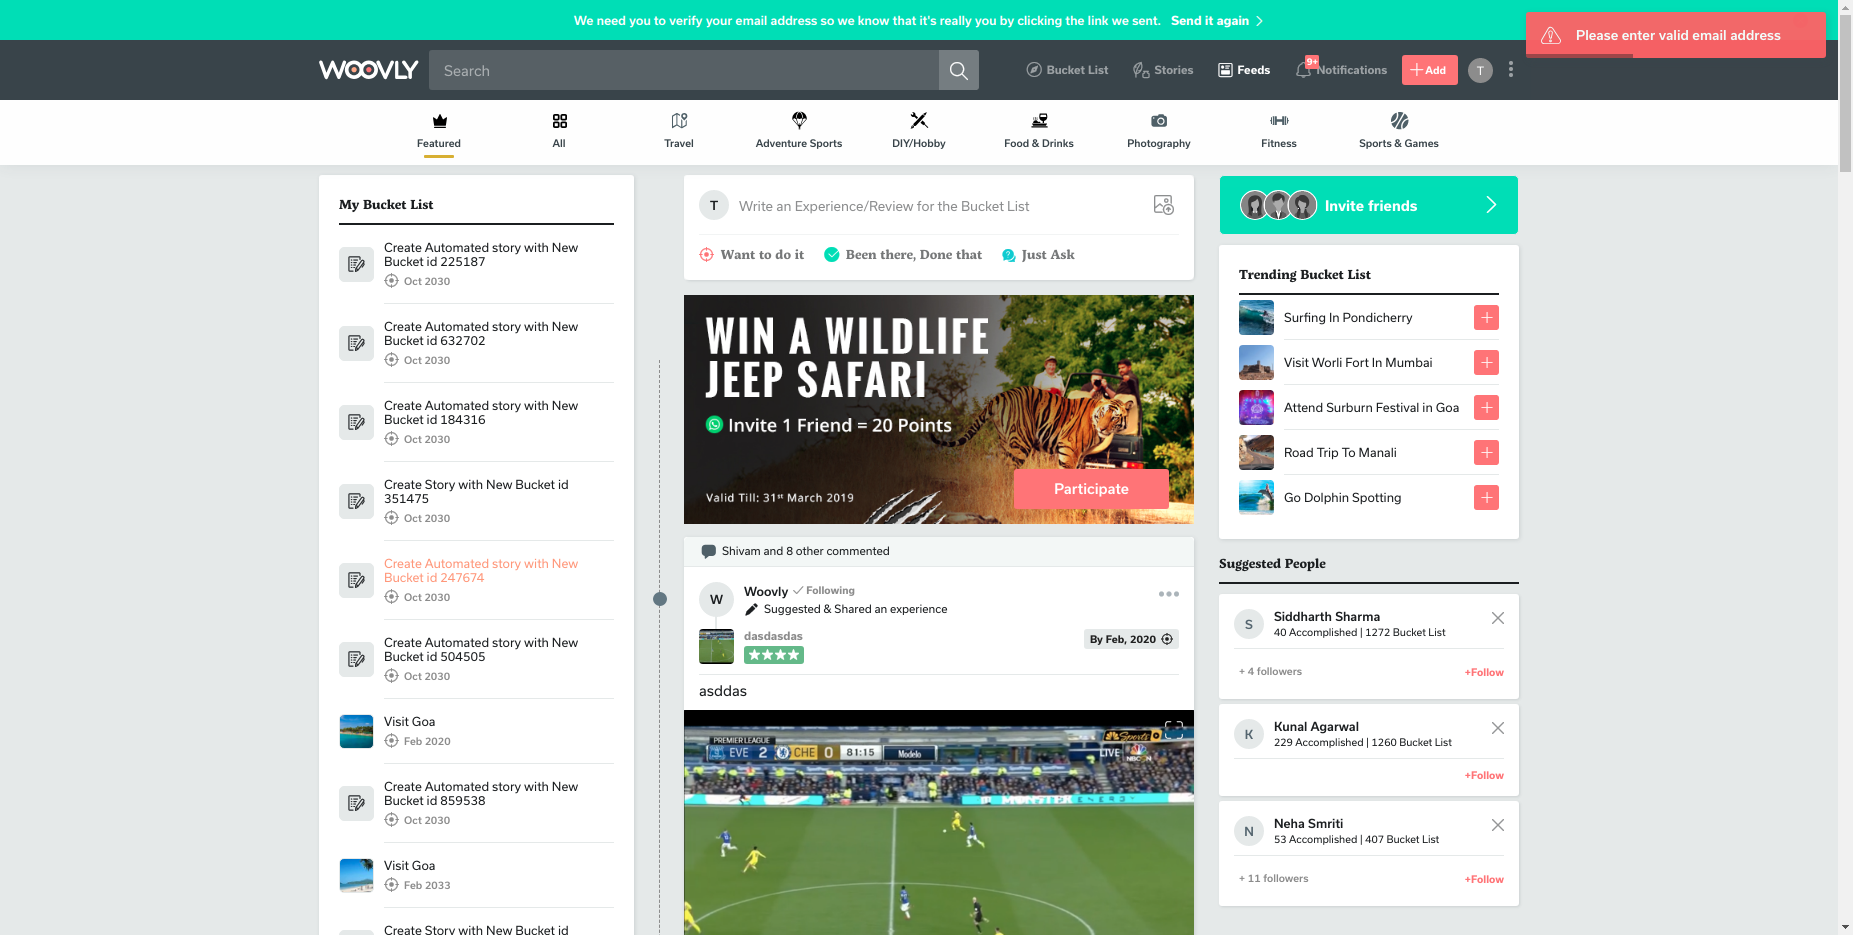 We need you to verify your email address so we know that it's really you by clicking the link we sent. Send it again
Please enter valid email address
WOOVLY
Search
Bucket List
Stories
Feeds
9+
Notifications
Add
T
Featured
All
Travel
Adventure Sports
DIY/Hobby
Food & Drinks
Photography
Fitness
Sports & Games
My Bucket List
Create Automated story with New
Bucket id 225187
Oct 2030
Create Automated story with New
Bucket id 632702
Oct 2030
Create Automated story with New
Bucket id 184316
Oct 2030
Create Story with New Bucket id
351475
Oct 2030
Create Automated story with New
Bucket id 247674
Oct 2030
Create Automated story with New
Bucket id 504505
Oct 2030
Visit Goa
Feb 2020
Create Automated story with New
Bucket id 859538
Oct 2030
Visit Goa
Feb 2033
Create Story with New Bucket id
T
Write an Experience/Review for the Bucket List
Want to do it
Been there, Done that
Just Ask
WIN A WILDLIFE
JEEP SAFARI
Invite 1 Friend = 20 Points
Valid Till: 31st March 2019
Participate
Shivam and 8 other commented
W
Woovly
Following
Suggested & Shared an experience
dasdasdas
By Feb, 2020
asddas
PREMIER LEAGUE
EVE 2 CHE 0 81:15 Modelo
Sports
LIVE
NBCSN
MONSTER ENERGY
Invite friends
Trending Bucket List
Surfing In Pondicherry
Visit Worli Fort In Mumbai
Attend Surburn Festival in Goa
Road Trip To Manali
Go Dolphin Spotting
Suggested People
S
Siddharth Sharma
40 Accomplished | 1272 Bucket List
+ 4 followers
+Follow
K
Kunal Agarwal
229 Accomplished | 1260 Bucket List
+Follow
N
Neha Smriti
53 Accomplished | 407 Bucket List
+ 11 followers
+Follow